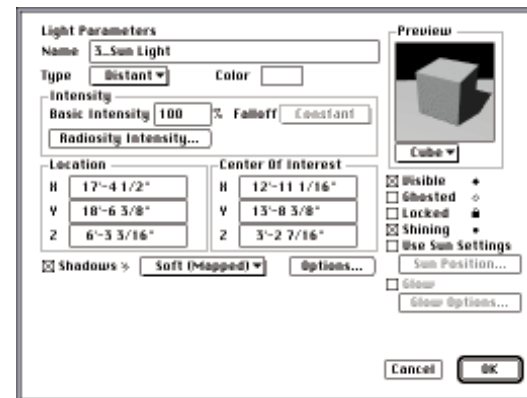 Light Parameters
Name 3..Sun Light
Type Distant Color
Intensity
Basic Intensity 100 % Falloff Constant
Radiosity Intensity...
Location
X 17'-4 1/2"
Y 18'-6 3/8"
Z 6'-3 3/16"
Center Of Interest
X 12'-11 1/16"
Y 13'-8 3/8"
Z 3'-2 7/16"
Shadows Soft (Mapped) Options...
Preview
Cube
Visible
Ghosted
Locked
Shining
Use Sun Settings
Sun Position...
Glow
Glow Options...
Cancel OK